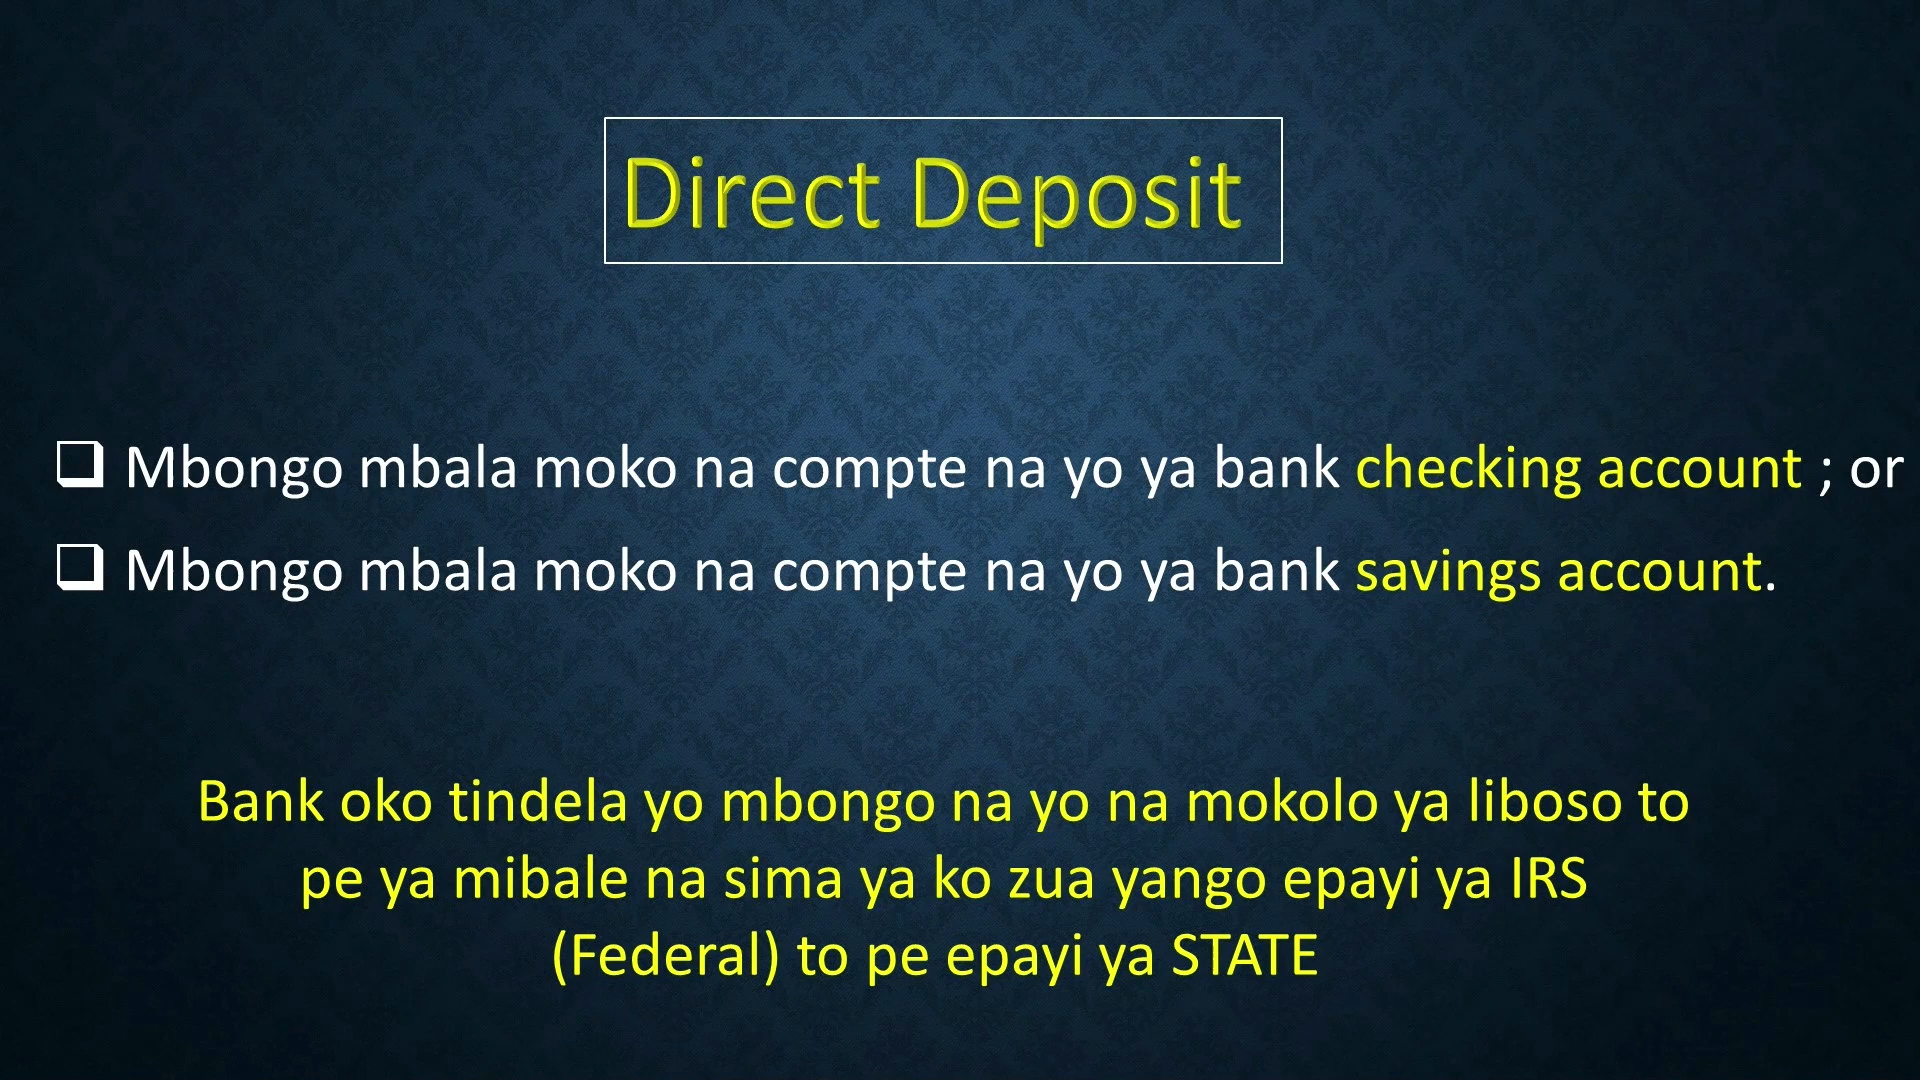 Direct Deposit
❑ Mbongo mbala moko na compte na yo ya bank checking account ; or
❑ Mbongo mbala moko na compte na yo ya bank savings account.
Bank oko tindela yo mbongo na yo na mokolo ya liboso to
pe ya mibale na sima ya ko zua yango epayi ya IRS
(Federal) to pe epayi ya STATE